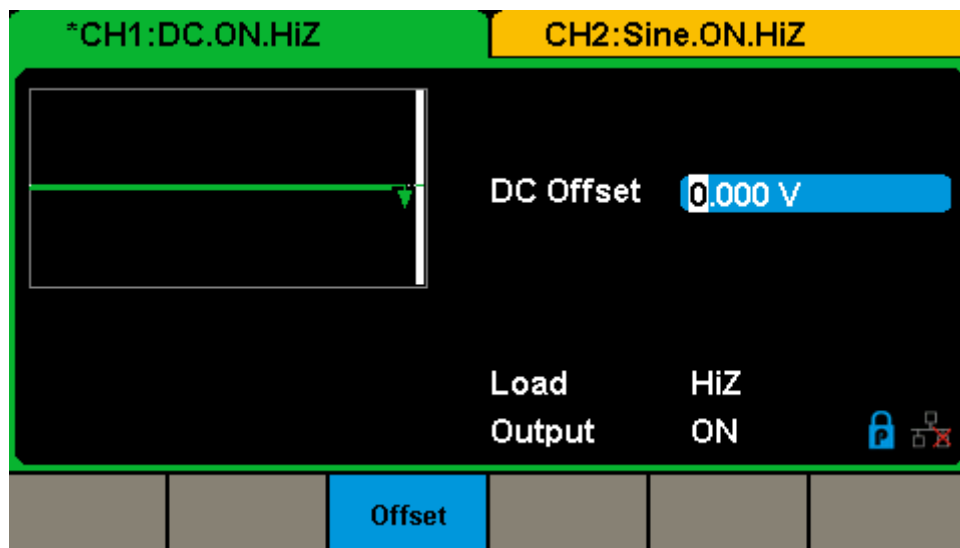 *CH1:DC.ON.HiZ
CH2:Sine.ON.HiZ
DC Offset 0.000 V
Load HiZ
Output ON
P
Offset